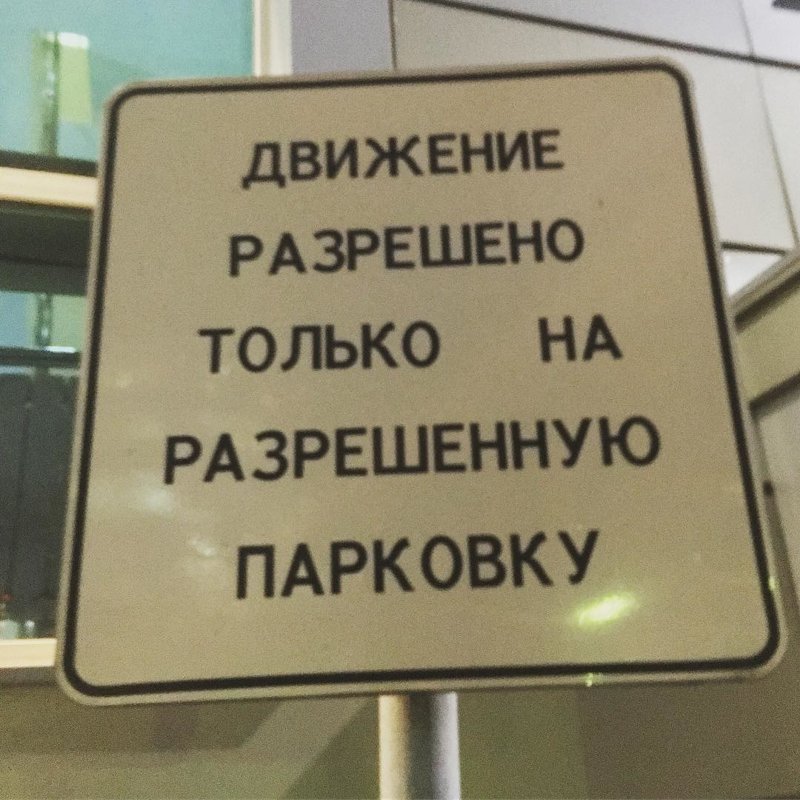 ДВИЖЕНИЕ
РАЗРЕШЕНО
ТОЛЬКО НА
РАЗРЕШЕННУЮ
ПАРКОВКУ